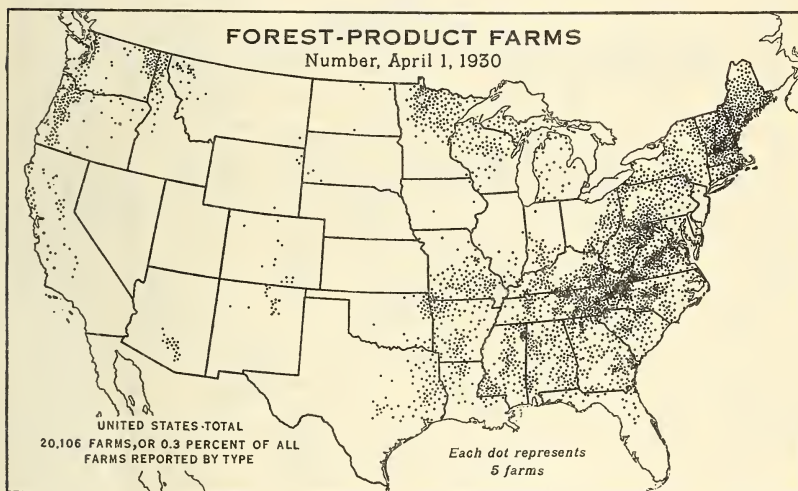 FOREST-PRODUCT FARMS
Number, April 1, 1930
UNITED STATES-TOTAL
20,106 FARMS, OR 0.3 PERCENT OF ALL
FARMS REPORTED BY TYPE
Each dot represents
5 farms